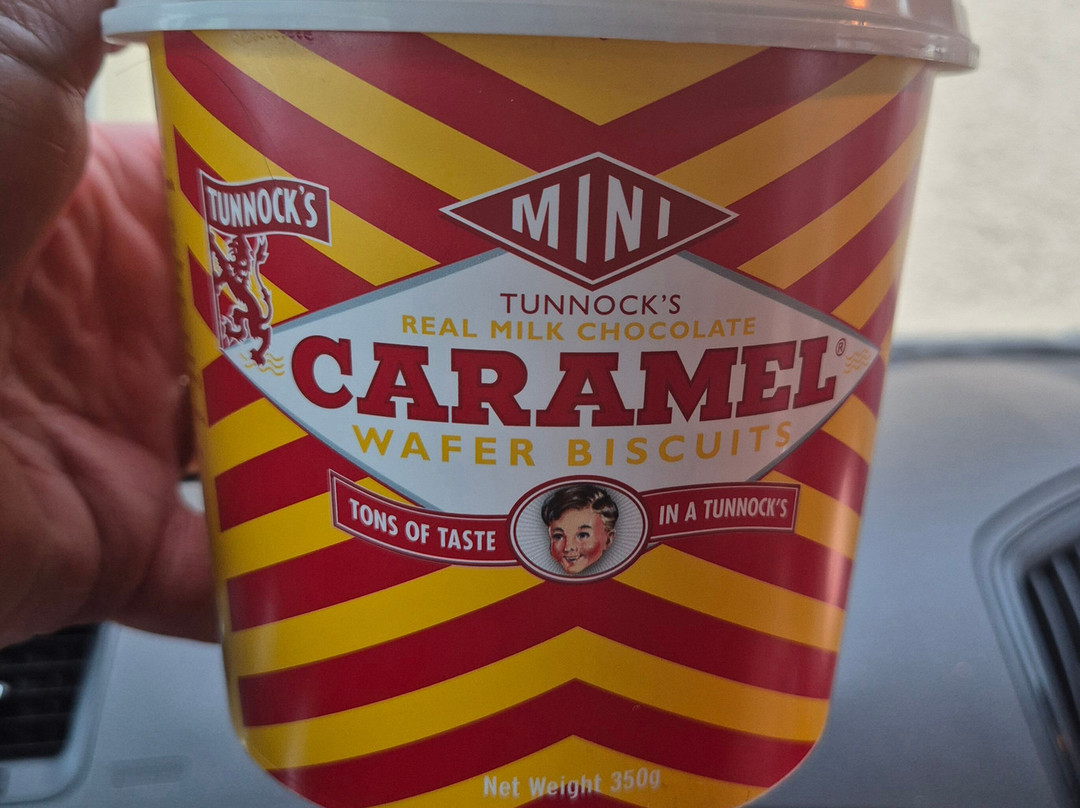 TUNNOCK'S
MINI
TUNNOCK'S
REAL MILK CHOCOLATE
CARAMEL®
WAFER BISCUITS
TONS OF TASTE IN A TUNNOCK'S
Net Weight 350g